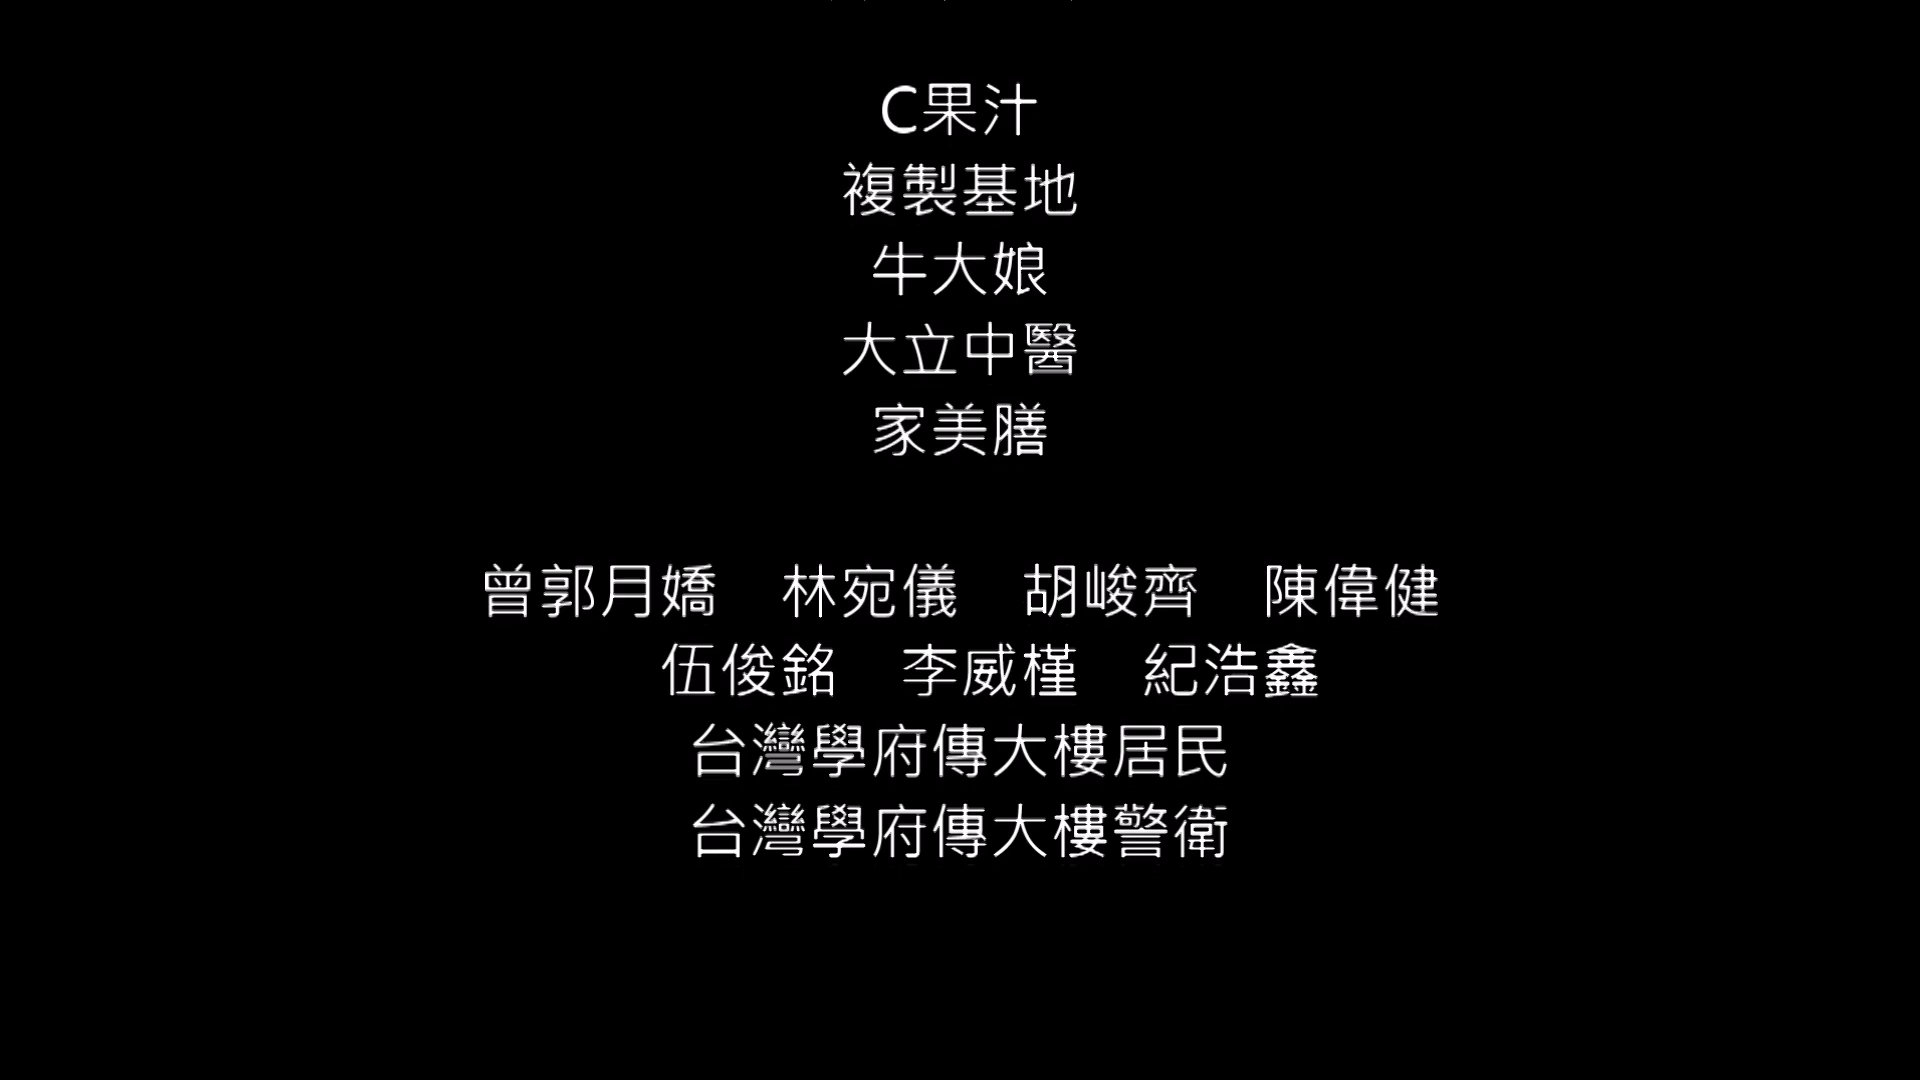 C果汁
複製基地
牛大娘
大立中醫
家美膳
曾郭月嬌　林宛儀　胡峻齊　陳偉健
伍俊銘　李威槿　紀浩鑫
台灣學府傳大樓居民
台灣學府傳大樓警衛